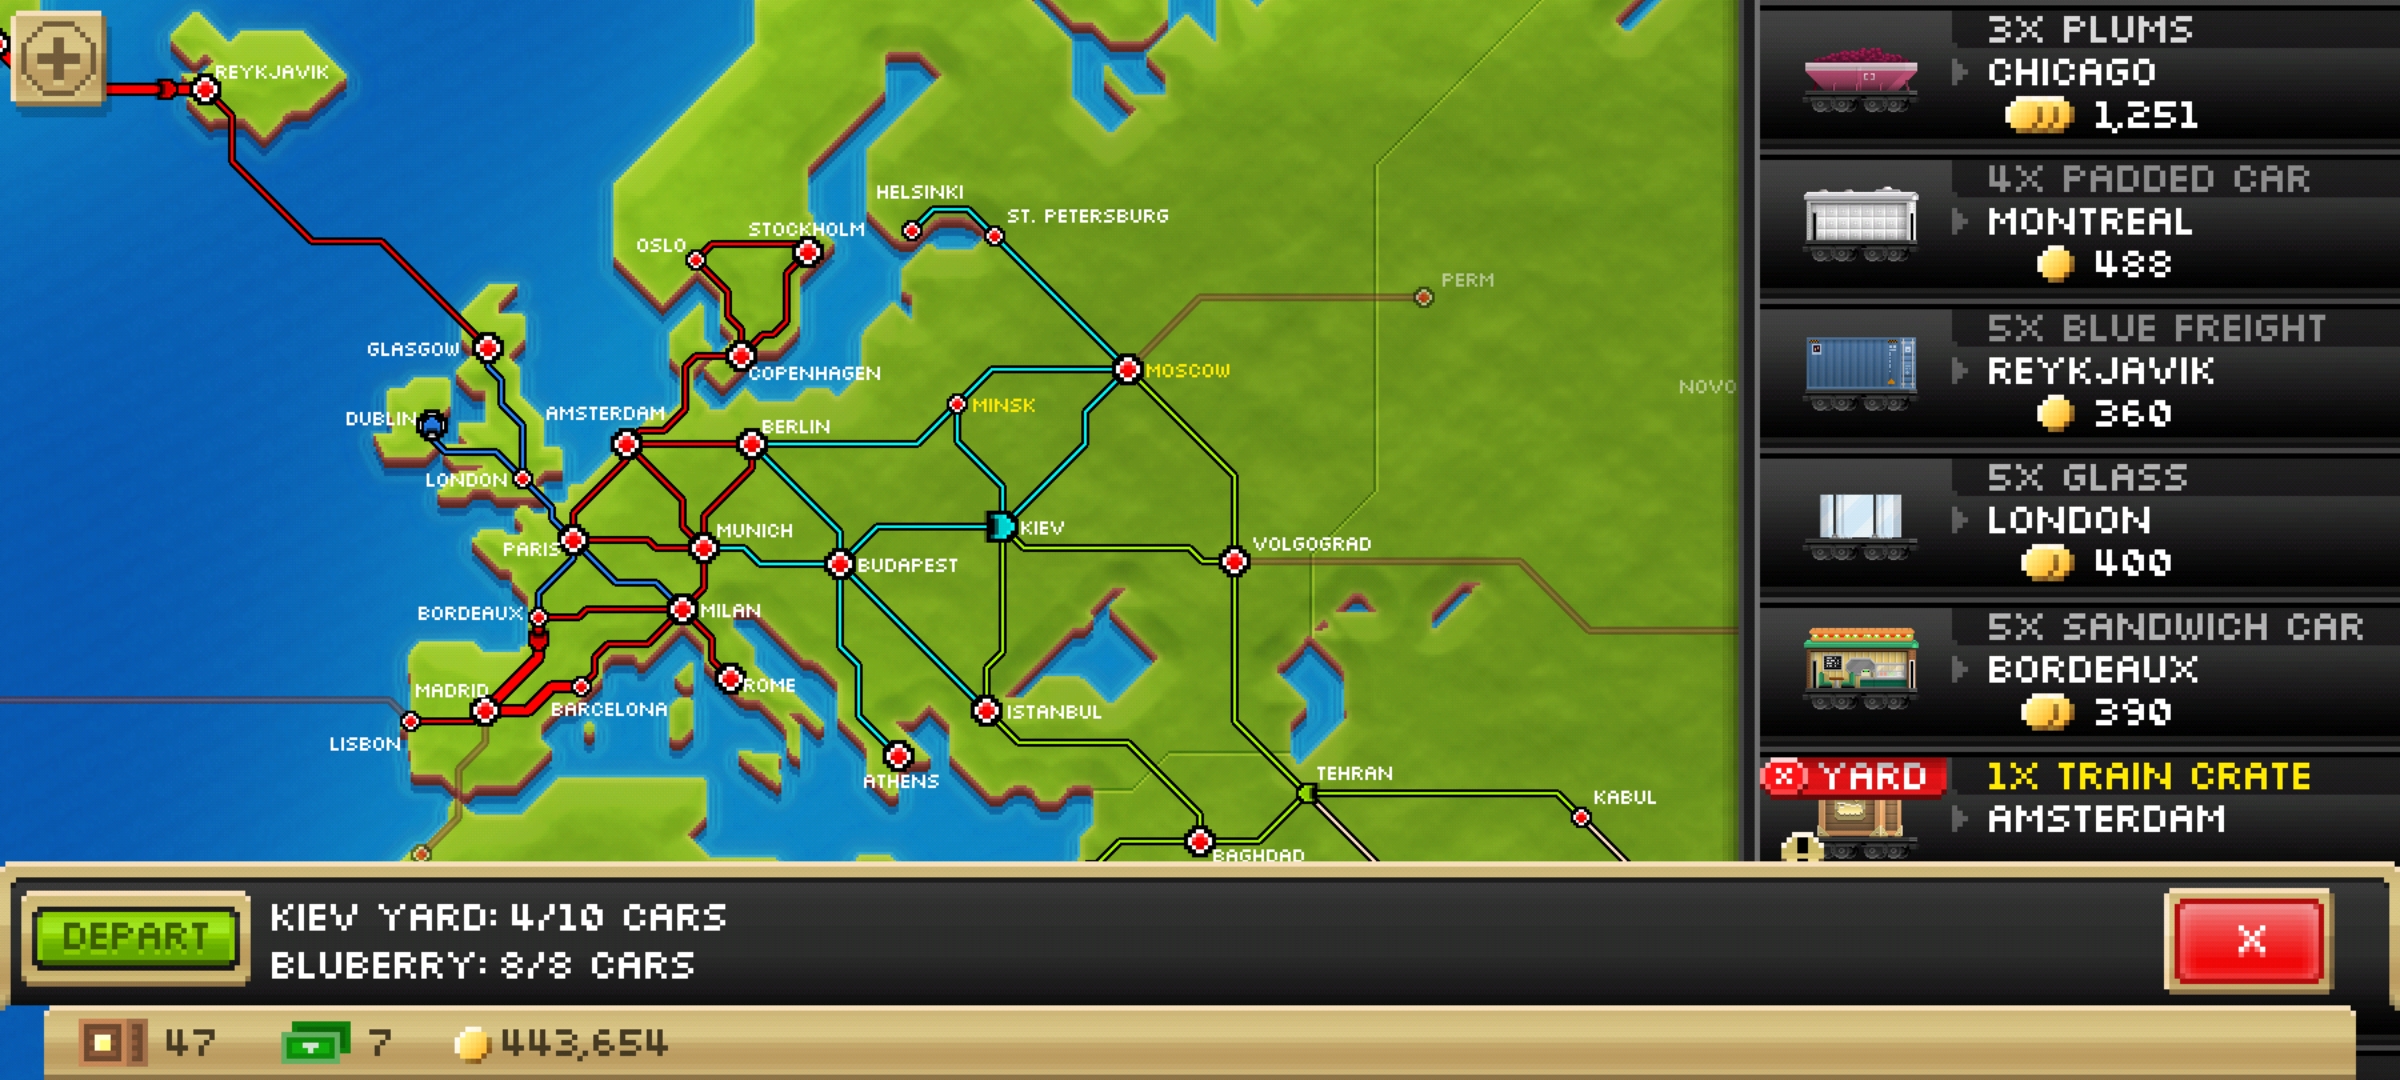 REYKJAVIK
HELSINKI
ST. PETERSBURG
STOCKHOLM
OSLO
PERM
GLASGOW
COPENHAGEN
MOSCOW
NOVO
MINSK
DUBLIN
AMSTERDAM
BERLIN
LONDON
MUNICH
KIEV
PARIS
BUDAPEST
VOLGOGRAD
BORDEAUX
MILAN
MADRID
ROME
BARCELONA
ISTANBUL
LISBON
ATHENS
TEHRAN
KABUL
BAGHDAD
3X PLUMS
CHICAGO
1,251
4X PADDED CAR
MONTREAL
488
5X BLUE FREIGHT
REYKJAVIK
360
5X GLASS
LONDON
400
5X SANDWICH CAR
BORDEAUX
390
X YARD
1X TRAIN CRATE
AMSTERDAM
DEPART
KIEV YARD: 4/10 CARS
BLUBERRY: 8/8 CARS
X
47
7
443,654